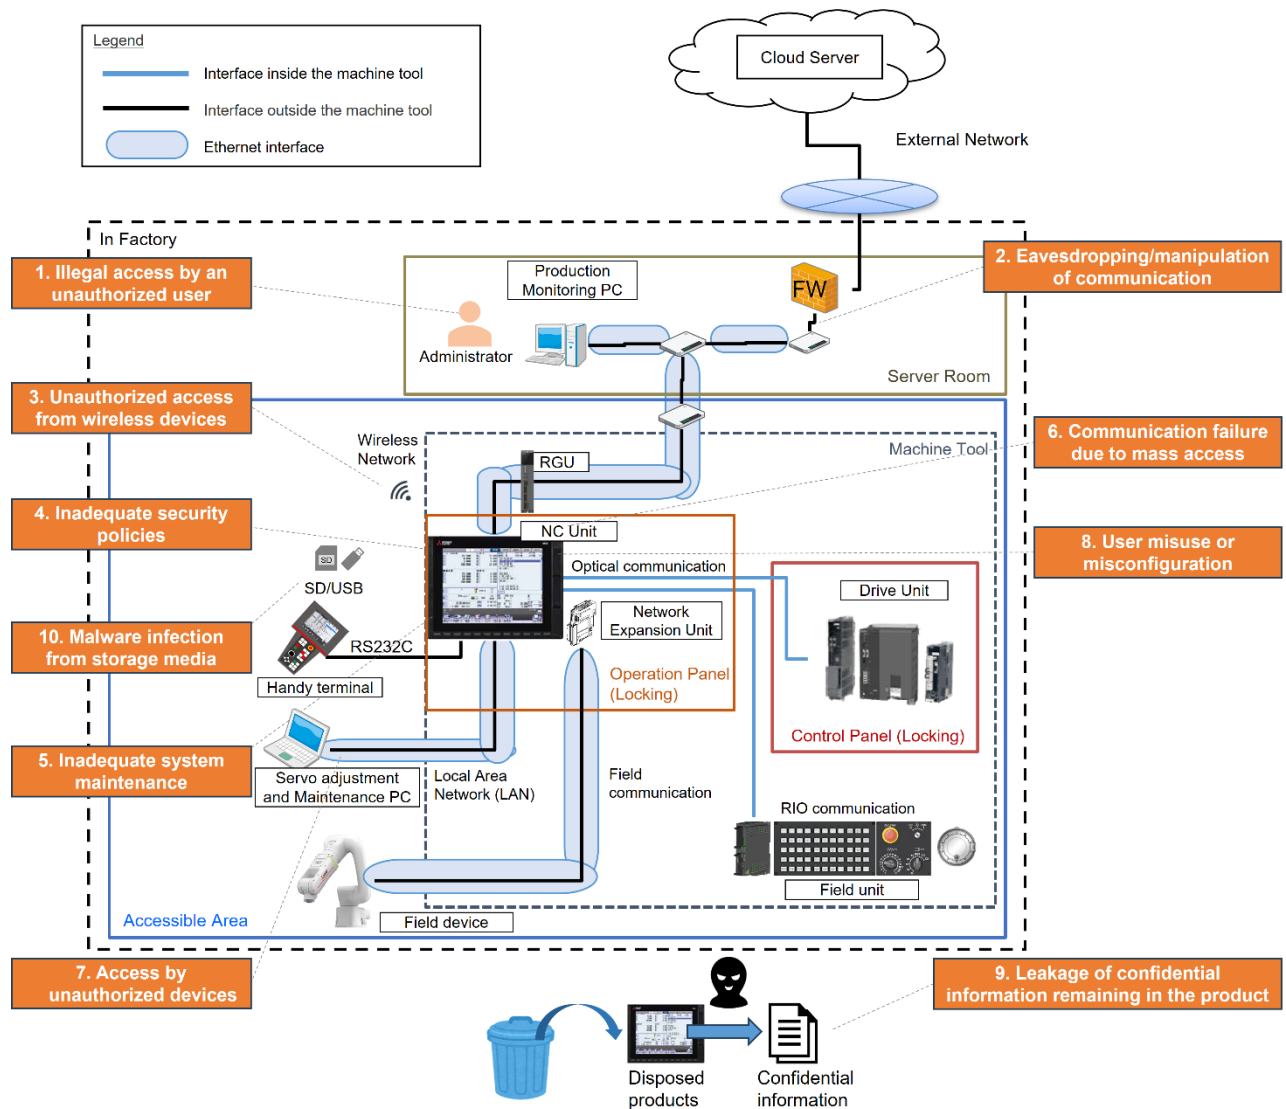 Legend
Interface inside the machine tool
Interface outside the machine tool
Ethernet interface
Cloud Server
External Network
In Factory
1. Illegal access by an
unauthorized user
Production
Monitoring PC
FW
2. Eavesdropping/manipulation
of communication
Administrator
Server Room
3. Unauthorized access
from wireless devices
Wireless
Network
Machine Tool
RGU
6. Communication failure
due to mass access
4. Inadequate security
policies
NC Unit
8. User misuse or
misconfiguration
SD
SD/USB
Optical communication
Drive Unit
Network
Expansion Unit
10. Malware infection
from storage media
RS232C
Handy terminal
Operation Panel
(Locking)
Control Panel (Locking)
5. Inadequate system
maintenance
Servo adjustment
and Maintenance PC
Local Area
Network (LAN)
Field
communication
RIO communication
Field unit
Accessible Area
Field device
7. Access by
unauthorized devices
9. Leakage of confidential
information remaining in the product
Disposed
products
Confidential
information